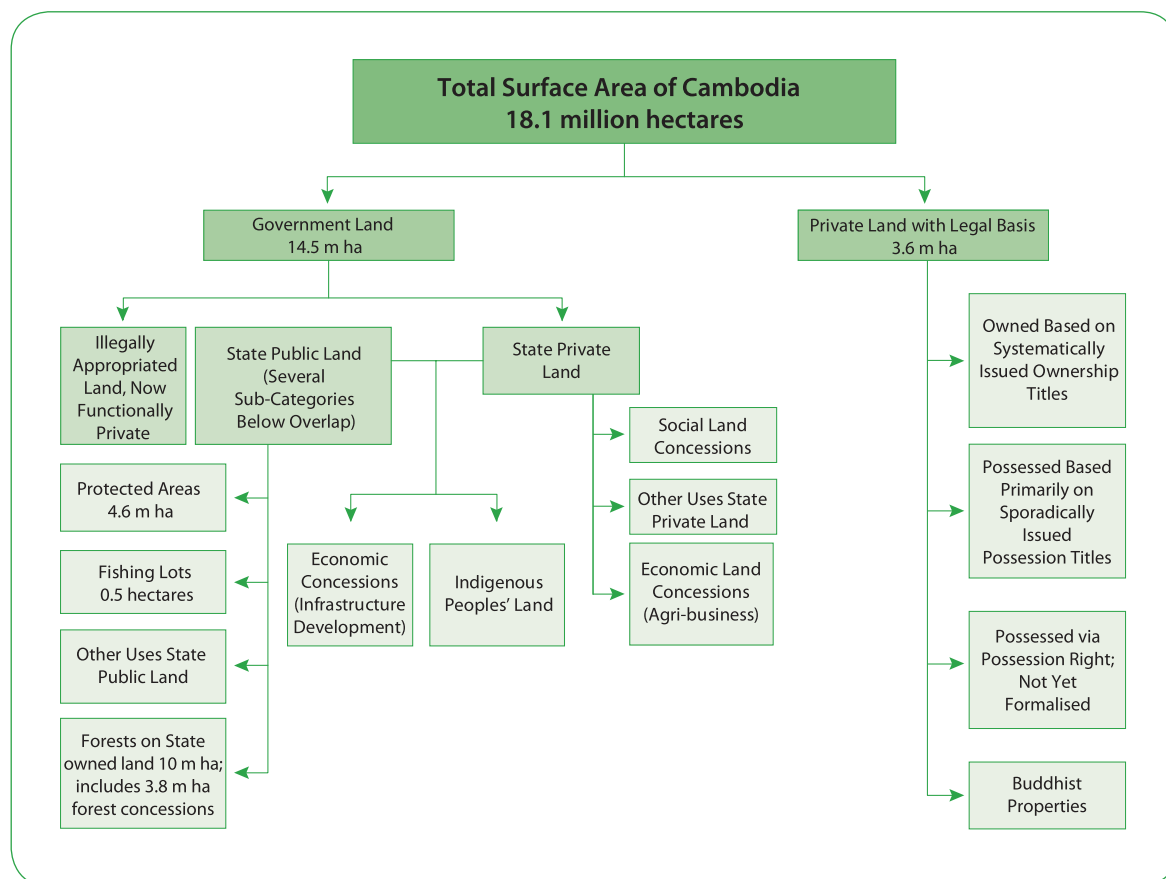 Total Surface Area of Cambodia
18.1 million hectares
Government Land
14.5 m ha
Private Land with Legal Basis
3.6 m ha
Illegally
Appropriated
Land, Now
Functionally
Private
State Public Land
(Several
Sub-Categories
Below Overlap)
State Private
Land
Protected Areas
4.6 m ha
Fishing Lots
0.5 hectares
Other Uses State
Public Land
Forests on State
owned land 10 m ha;
includes 3.8 m ha
forest concessions
Economic
Concessions
(Infrastructure
Development)
Indigenous
Peoples’ Land
Social Land
Concessions
Other Uses State
Private Land
Economic Land
Concessions
(Agri-business)
Owned Based on
Systematically
Issued Ownership
Titles
Possessed Based
Primarily on
Sporadically
Issued
Possession Titles
Possessed via
Possession Right;
Not Yet
Formalised
Buddhist
Properties